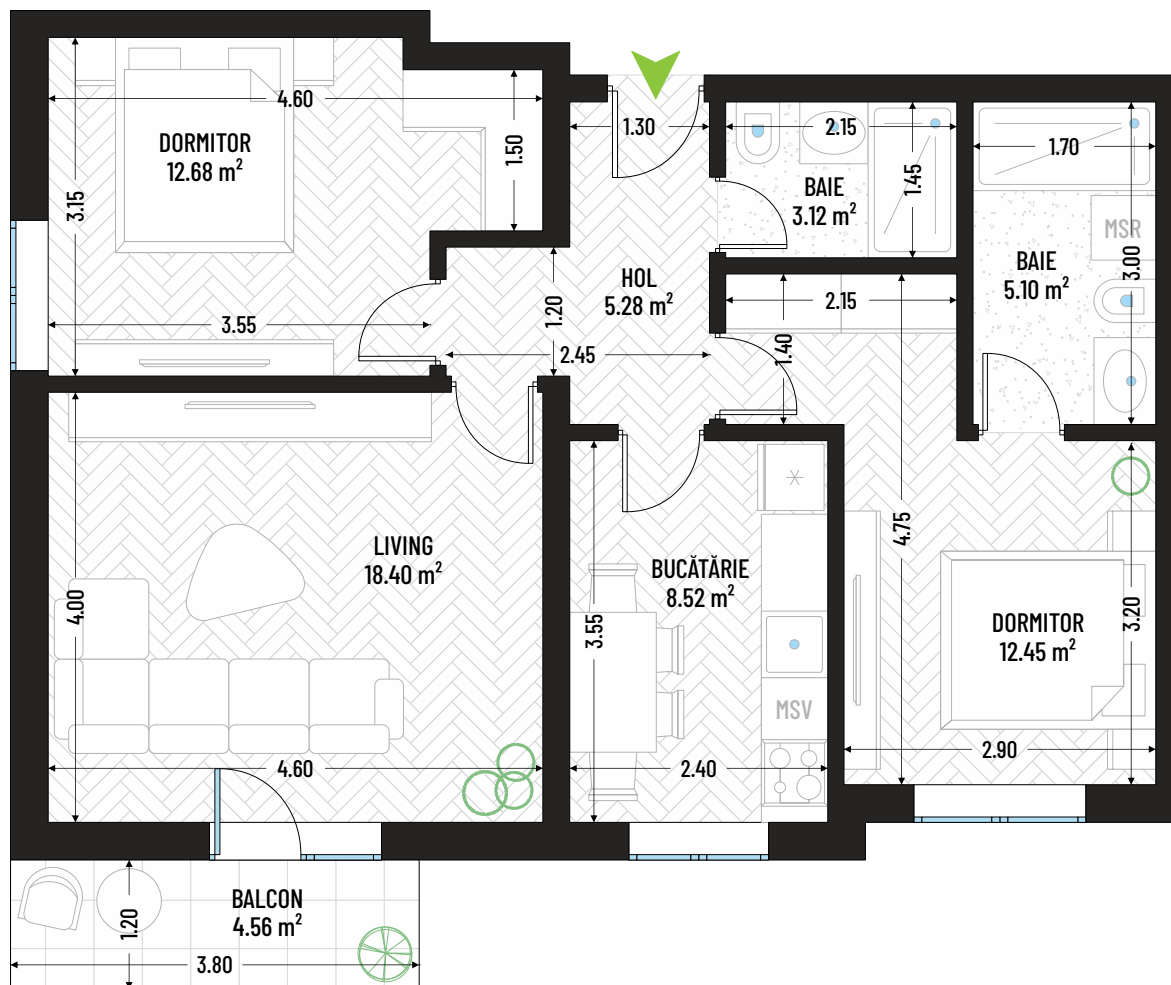 4.60
DORMITOR
12.68 m²
1.50
3.15
3.55
1.30
2.15
BAIE
3.12 m²
1.45
1.70
MSR
BAIE
5.10 m²
3.00
HOL
5.28 m²
1.20
2.45
2.15
1.40
4.75
LIVING
18.40 m²
4.00
4.60
BUCĂTĂRIE
8.52 m²
3.55
MSV
2.40
DORMITOR
12.45 m²
3.20
2.90
BALCON
4.56 m²
1.20
3.80